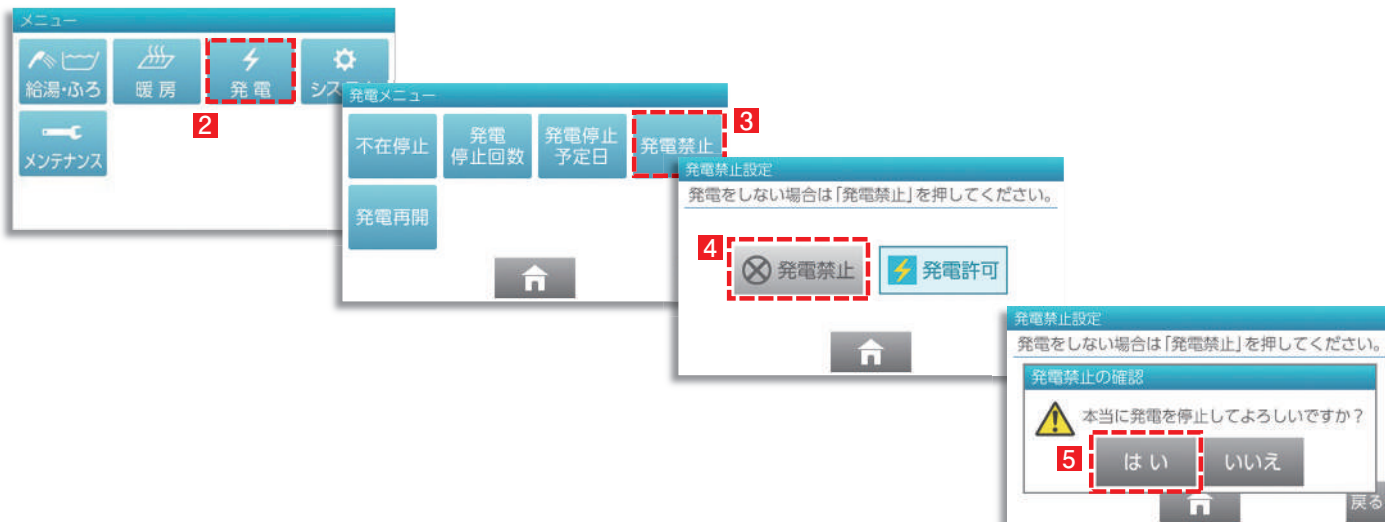 メニュー
給湯・ふろ
暖房
発電
メンテナンス
2
発電メニュー
不在停止
発電
停止回数
発電停止
予定日
発電禁止
発電再開
3
発電禁止設定
発電をしない場合は「発電禁止」を押してください。
4
発電禁止
発電許可
発電禁止設定
発電をしない場合は「発電禁止」を押してください。
発電禁止の確認
本当に発電を停止してよろしいですか？
5
はい
いいえ
戻る